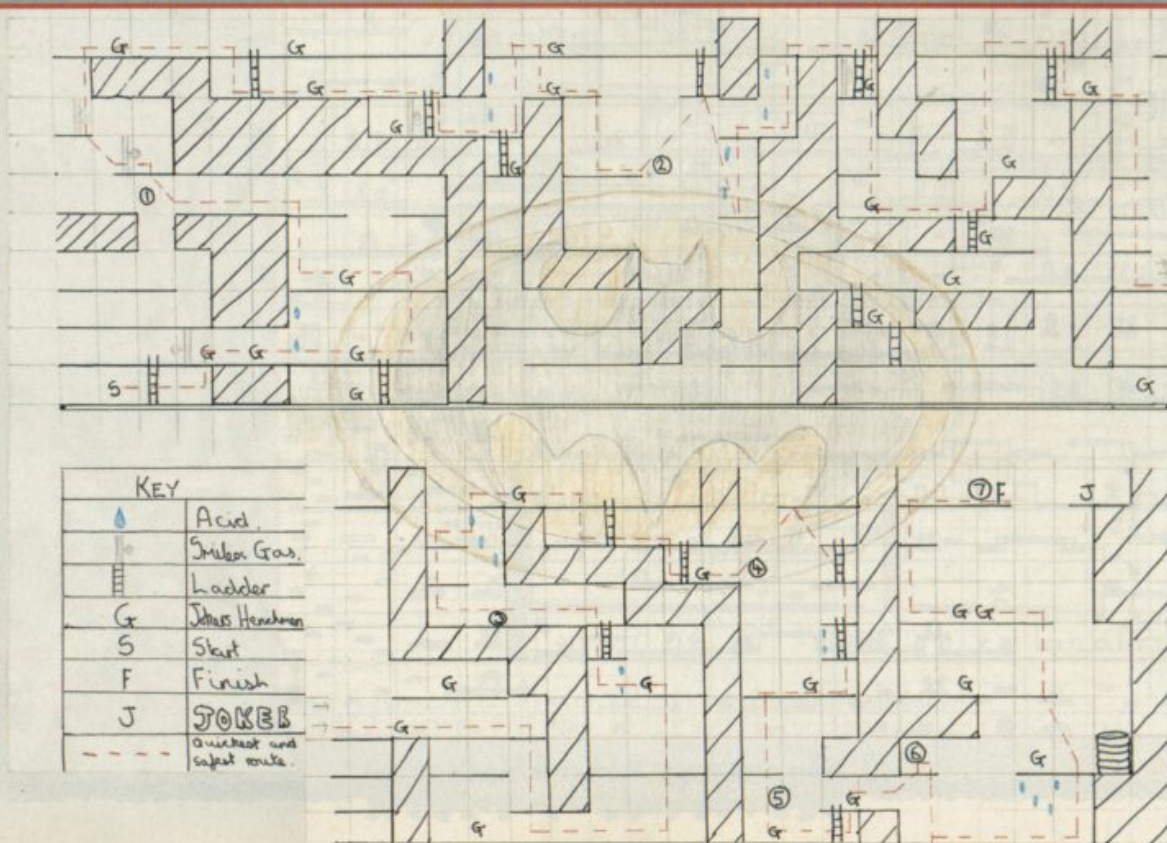 G G G
G G G G
G
G ② G
① G
G
G G
G
G G G
S G G
KEY
Acid.
Smilex Gas.
Ladder
G Jokers Henchmen
S Start
F Finish
J JOKER
Quickest and
safest route.
G ⑦ F J
G ④
③ G G
G G G
G
⑥ G
⑤ G
G G